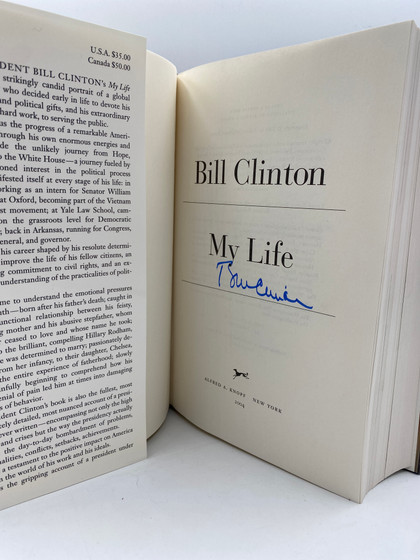 U.S.A. $35.00
Canada $50.00
DENT BILL CLINTON's My Life
strikingly candid portrait of a global
who decided early in life to devote his
and political gifts, and his extraordinary
hard work, to serving the public.
as the progress of a remarkable Ameri-
through his own enormous energies and
de the unlikely journey from Hope,
o the White House—a journey fueled by
oned interest in the political process
ifested itself at every stage of his life: in
orking as an intern for Senator William
at Oxford, becoming part of the Vietnam
est movement; at Yale Law School, cam-
on the grassroots level for Democratic
; back in Arkansas, running for Congress,
eneral, and governor.
his career shaped by his resolute determi-
improve the life of his fellow citizens, an
ng commitment to civil rights, and an ex-
understanding of the practicalities of polit-
me to understand the emotional pressures
uth—born after his father's death; caught in
unctional relationship between his feisty,
ng mother and his abusive stepfather, whom
r ceased to love and whose name he took
o the brilliant, compelling Hillary Rodham,
e was determined to marry; passionately de-
rom her infancy, to their daughter, Chelsea,
the entire experience of fatherhood; slowly
nfully beginning to comprehend how his
enial of pain led him at times into damaging
s of behavior.
dent Clinton's book is also the fullest, most
tely detailed, most nuanced account of a presi-
ver written—encompassing not only the high
and crises but the way the presidency actually
the day-to-day bombardment of problems,
nalities, conflicts, setbacks, achievements.
a testament to the positive impact on America
n the world of his work and his ideals.
s the gripping account of a president under
Bill Clinton
My Life
Bill Clinton
ALFRED A. KNOPF NEW YORK
2004